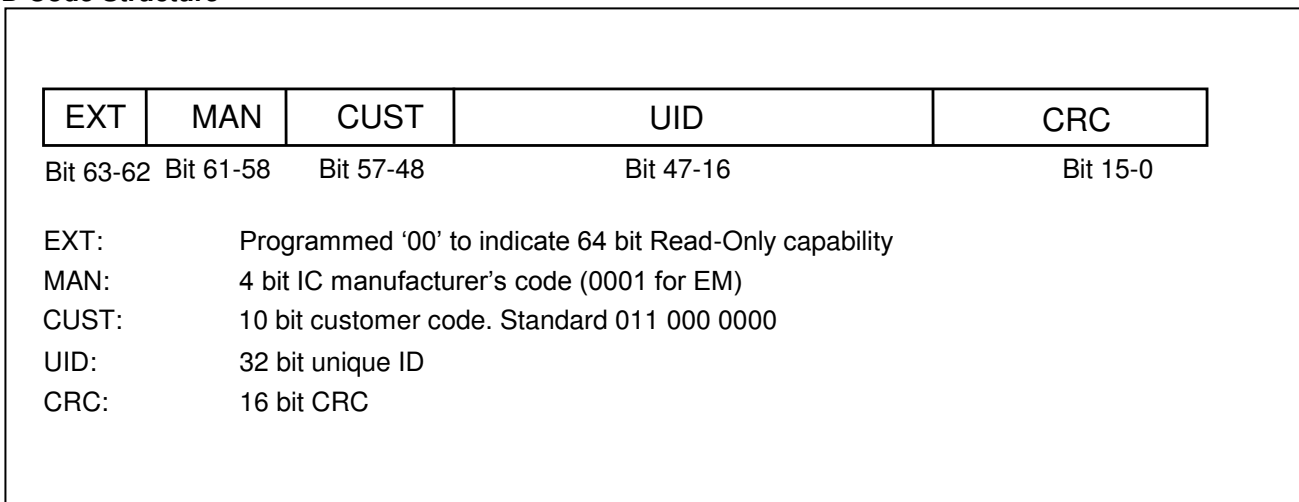 EXT MAN CUST UID CRC
Bit 63-62 Bit 61-58 Bit 57-48 Bit 47-16 Bit 15-0
EXT: Programmed ‘00’ to indicate 64 bit Read-Only capability
MAN: 4 bit IC manufacturer’s code (0001 for EM)
CUST: 10 bit customer code. Standard 011 000 0000
UID: 32 bit unique ID
CRC: 16 bit CRC